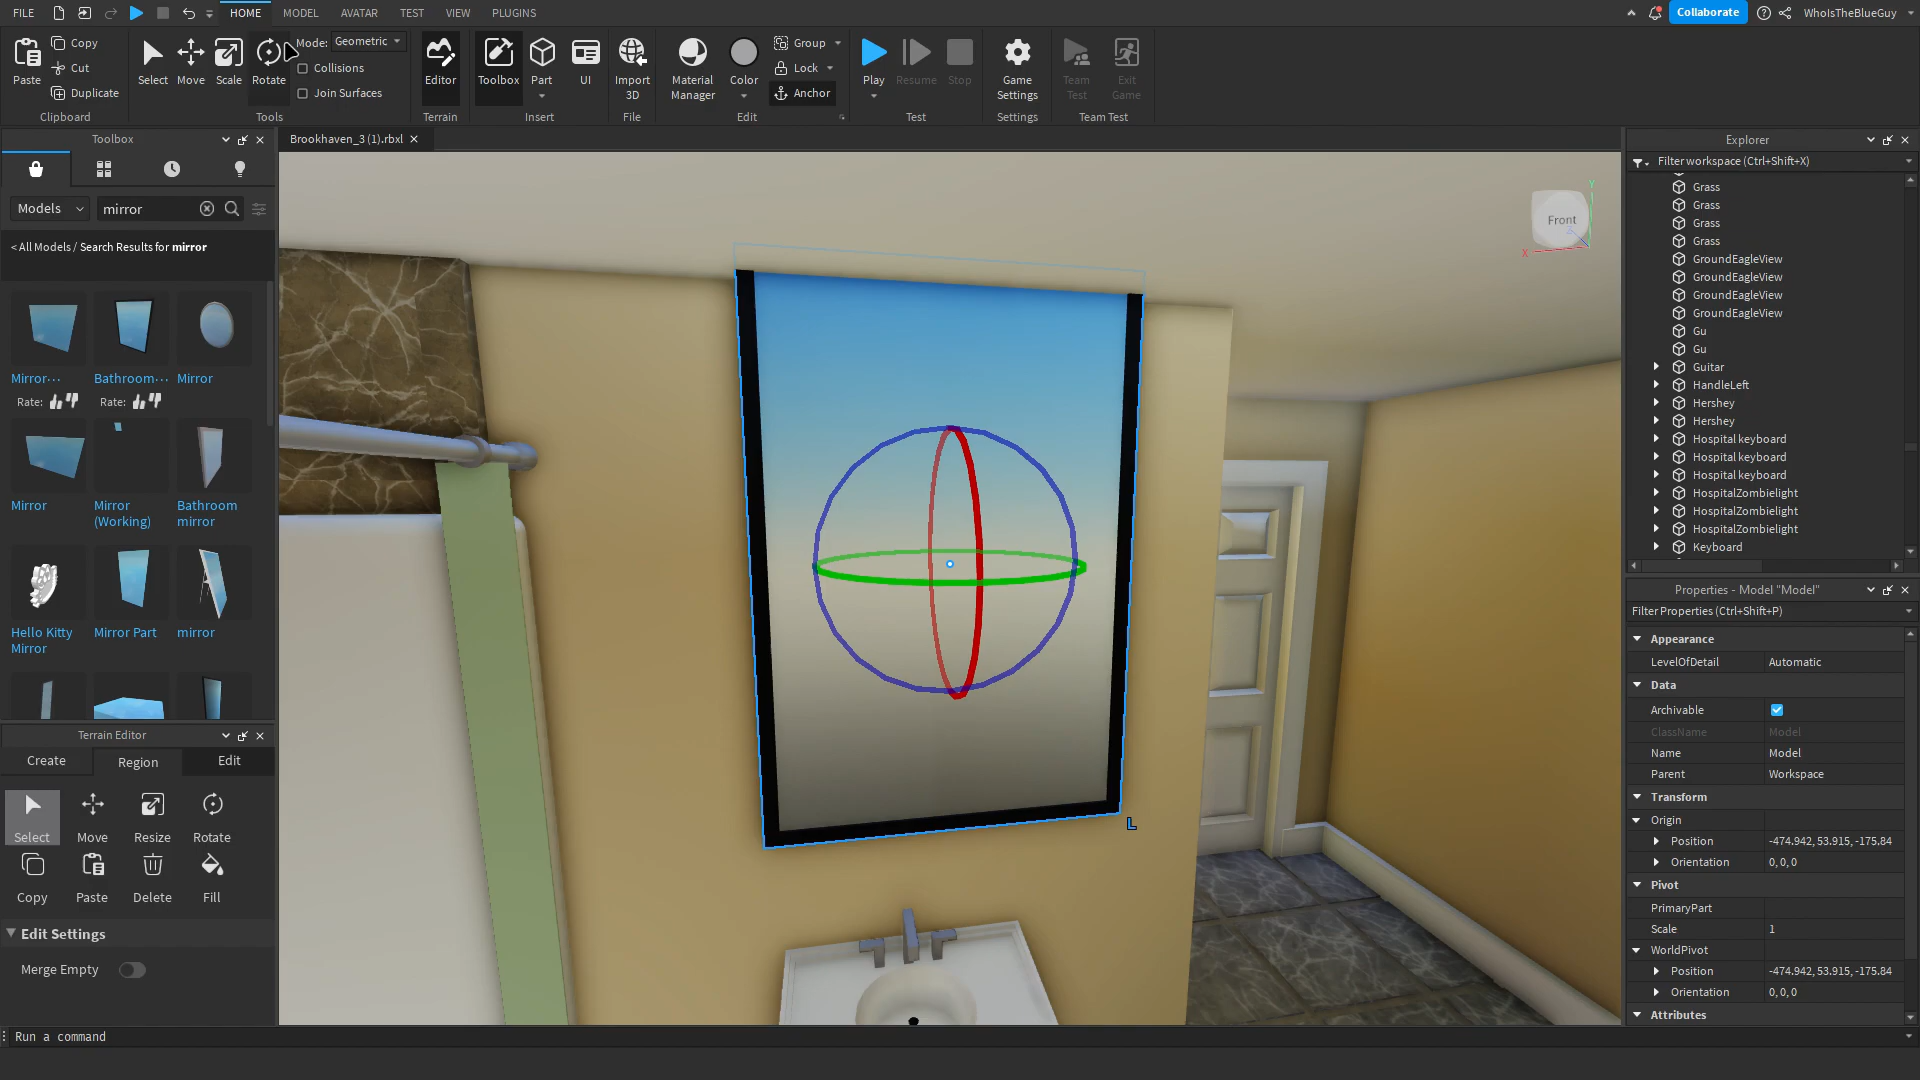 FILE
HOME
MODEL
AVATAR
TEST
VIEW
PLUGINS
Collaborate
WhoIsTheBlueGuy
Paste
Copy
Cut
Duplicate
Clipboard
Select
Move
Scale
Rotate
Mode: Geometric
Collisions
Join Surfaces
Tools
Editor
Terrain
Toolbox
Part
UI
Insert
Import
3D
File
Material
Manager
Color
Group
Lock
Anchor
Edit
Play
Resume
Stop
Test
Game
Settings
Settings
Team
Test
Exit
Game
Team Test
Toolbox
Models
mirror
< All Models / Search Results for mirror
Mirror...
Rate:
Bathroom...
Rate:
Mirror
Mirror
Mirror
(Working)
Bathroom
mirror
Hello Kitty
Mirror
Mirror Part
mirror
Terrain Editor
Create
Region
Edit
Select
Move
Resize
Rotate
Copy
Paste
Delete
Fill
Edit Settings
Merge Empty
Run a command
Brookhaven_3 (1).rbxl
Front
Y
X
Z
L
Explorer
Filter workspace (Ctrl+Shift+X)
Grass
Grass
Grass
Grass
GroundEagleView
GroundEagleView
GroundEagleView
GroundEagleView
Gu
Gu
Guitar
HandleLeft
Hershey
Hershey
Hospital keyboard
Hospital keyboard
Hospital keyboard
HospitalZombielight
HospitalZombielight
HospitalZombielight
Keyboard
Properties - Model "Model"
Filter Properties (Ctrl+Shift+P)
Appearance
LevelOfDetail Automatic
Data
Archivable
ClassName Model
Name Model
Parent Workspace
Transform
Origin
Position -474.942, 53.915, -175.84
Orientation 0, 0, 0
Pivot
PrimaryPart
Scale 1
WorldPivot
Position -474.942, 53.915, -175.84
Orientation 0, 0, 0
Attributes